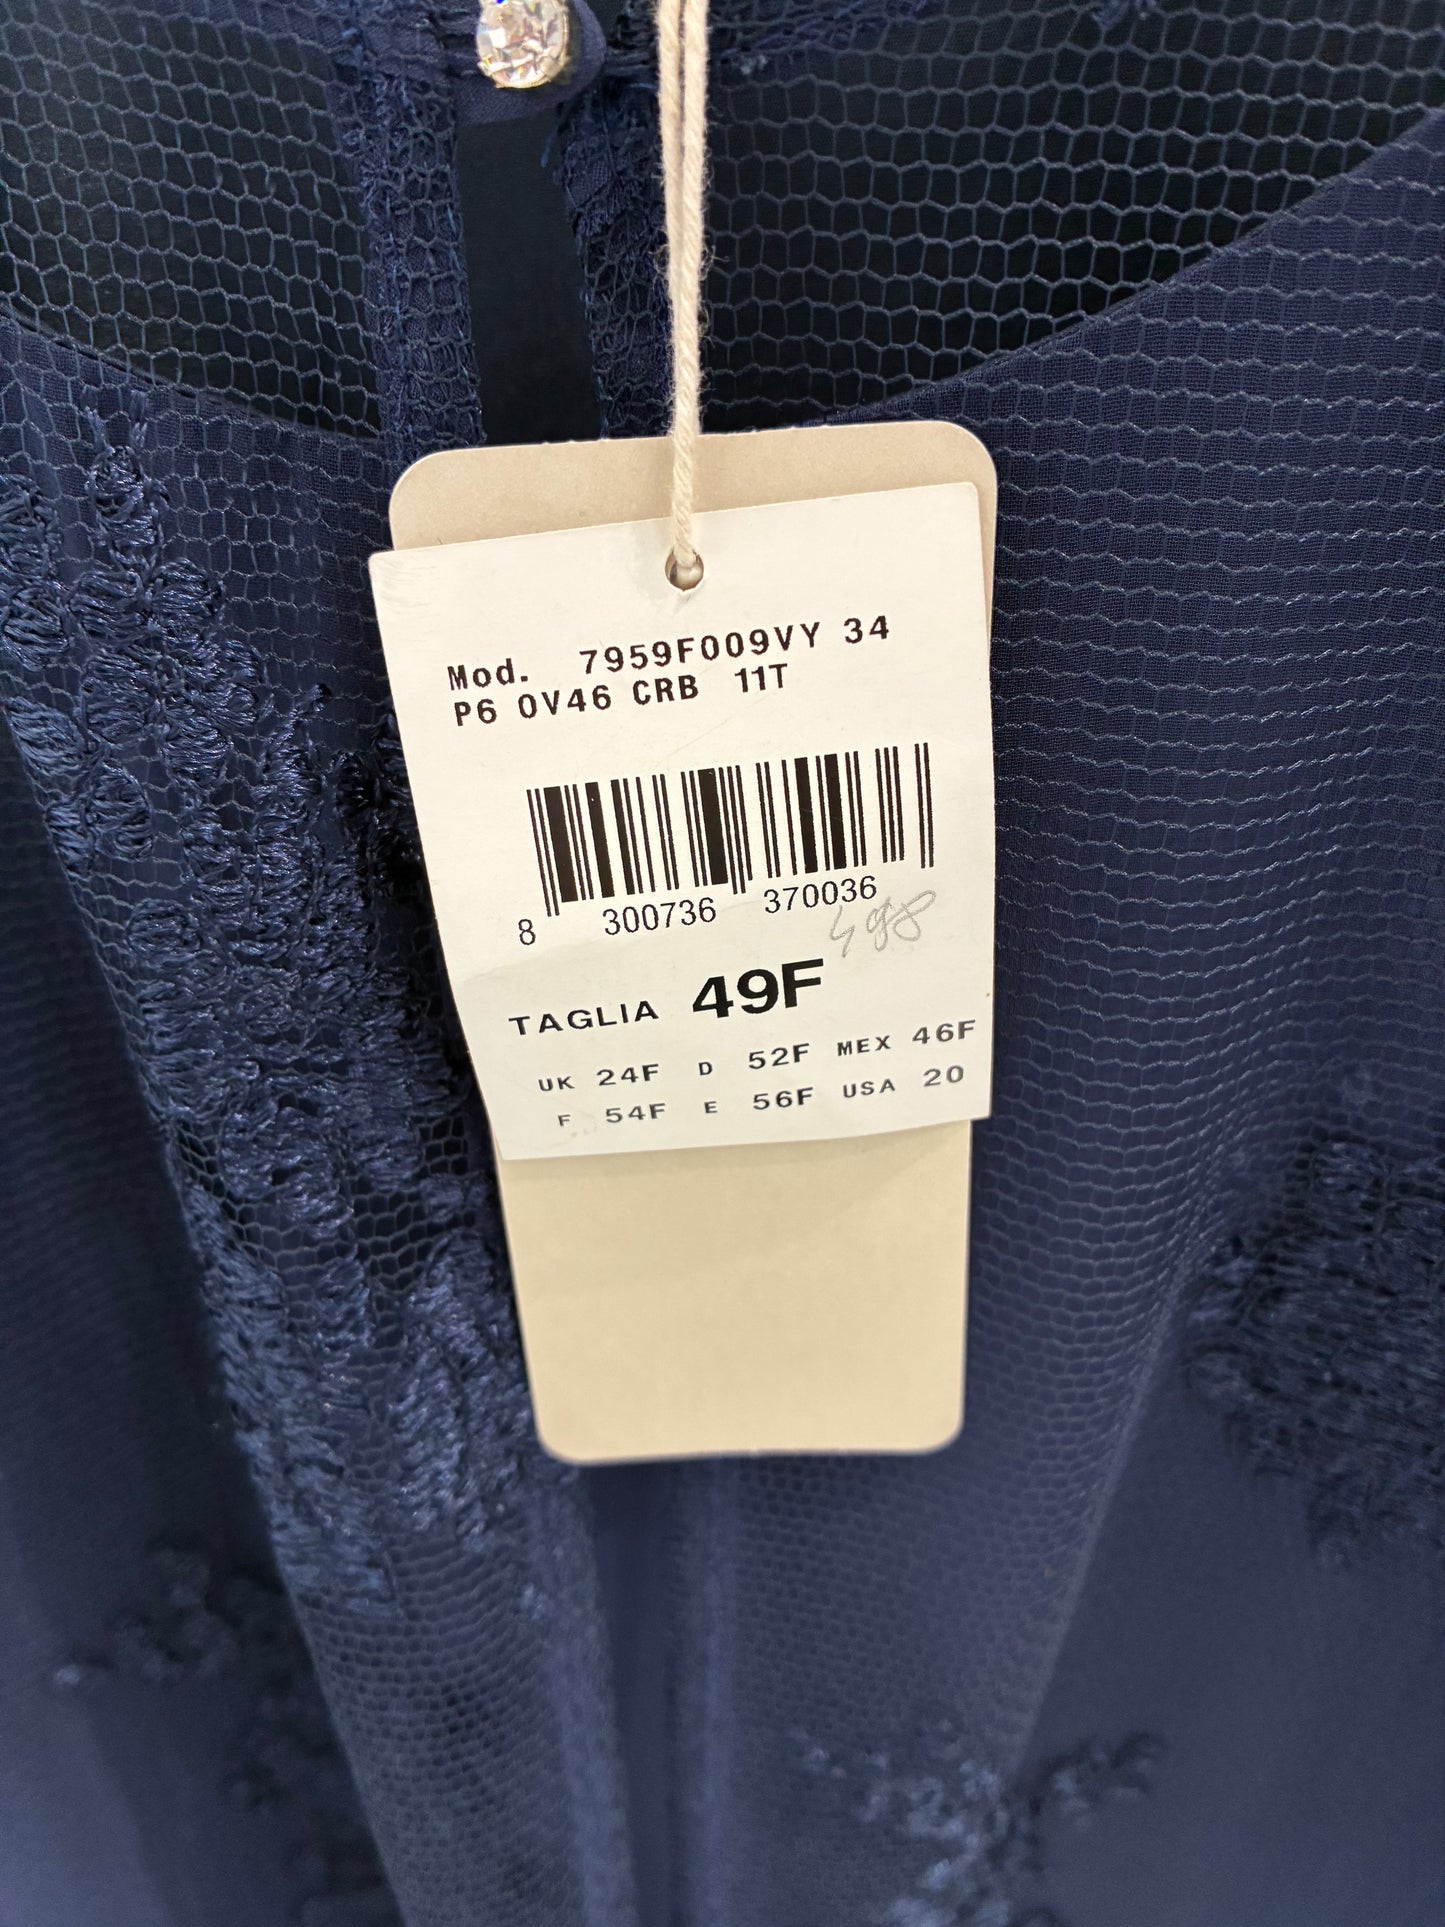 Mod. 7959F009VY 34
P6 0V46 CRB 11T
8 300736 370036
498
TAGLIA 49F
UK 24F D 52F MEX 46F
F 54F E 56F USA 20